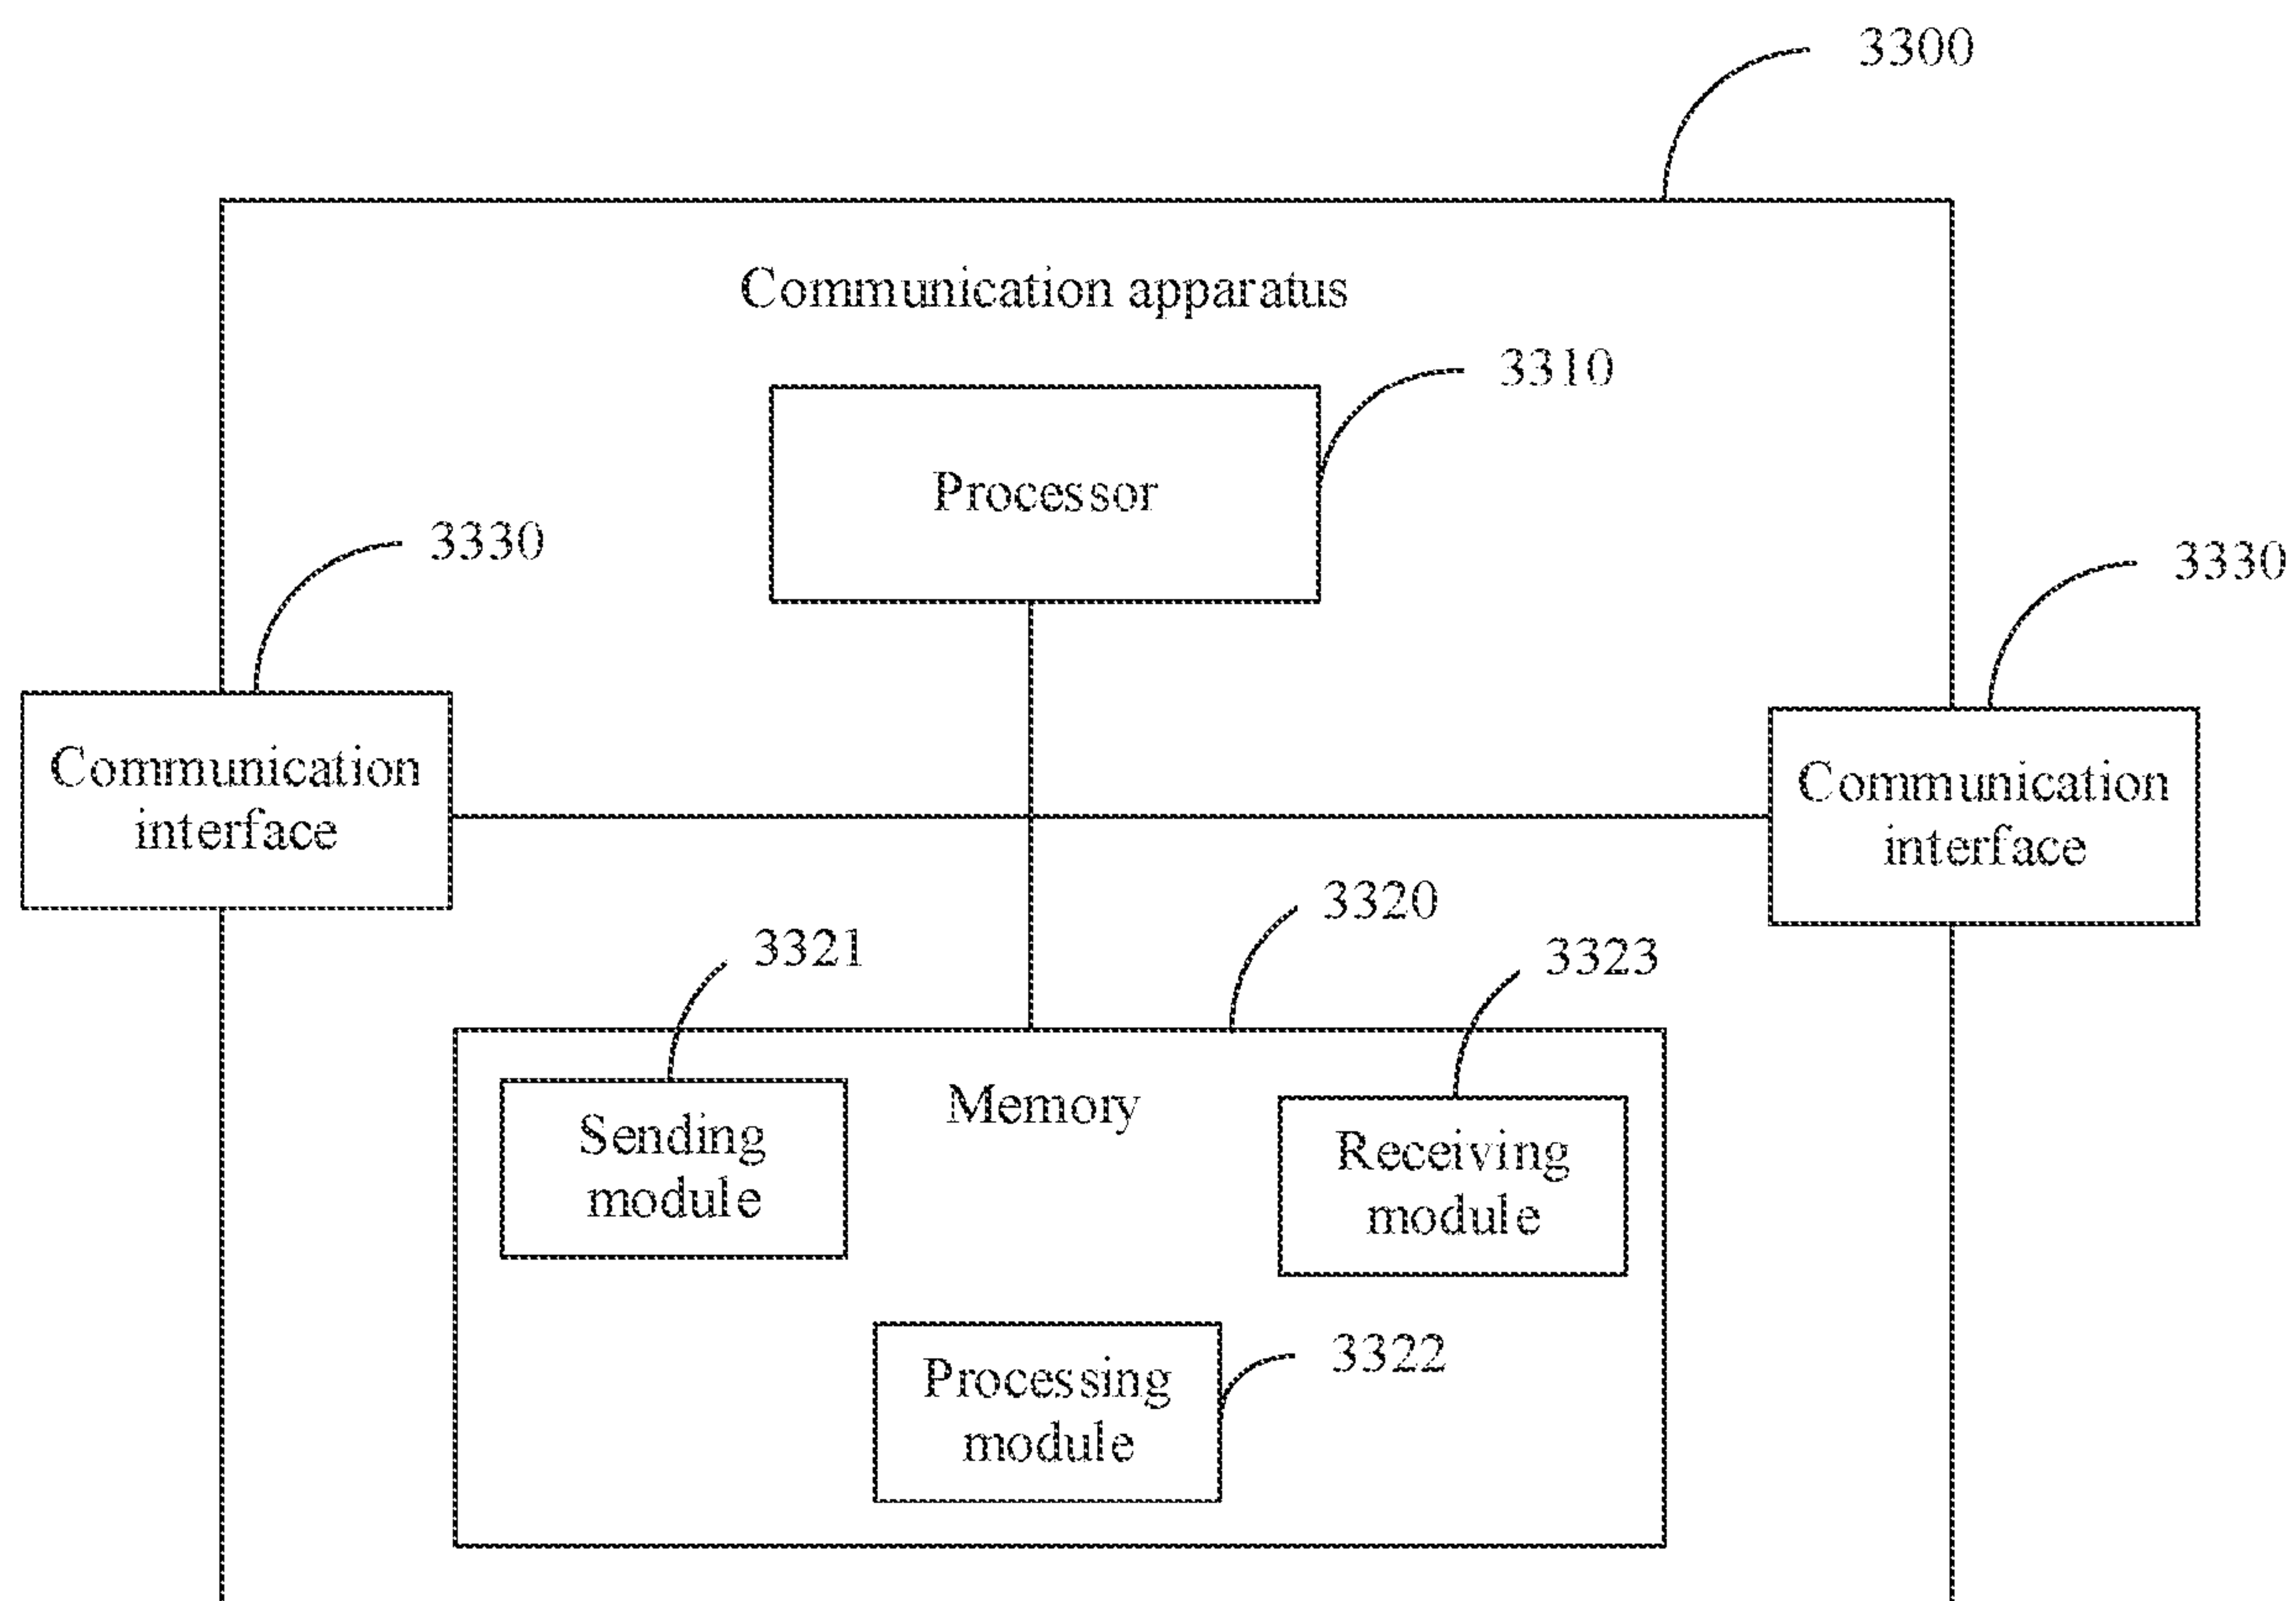 3300
Communication apparatus
3310
Processor
3330
3330
Communication
interface
Communication
interface
3320
3321
3323
Memory
Sending
module
Receiving
module
Processing
module
3322